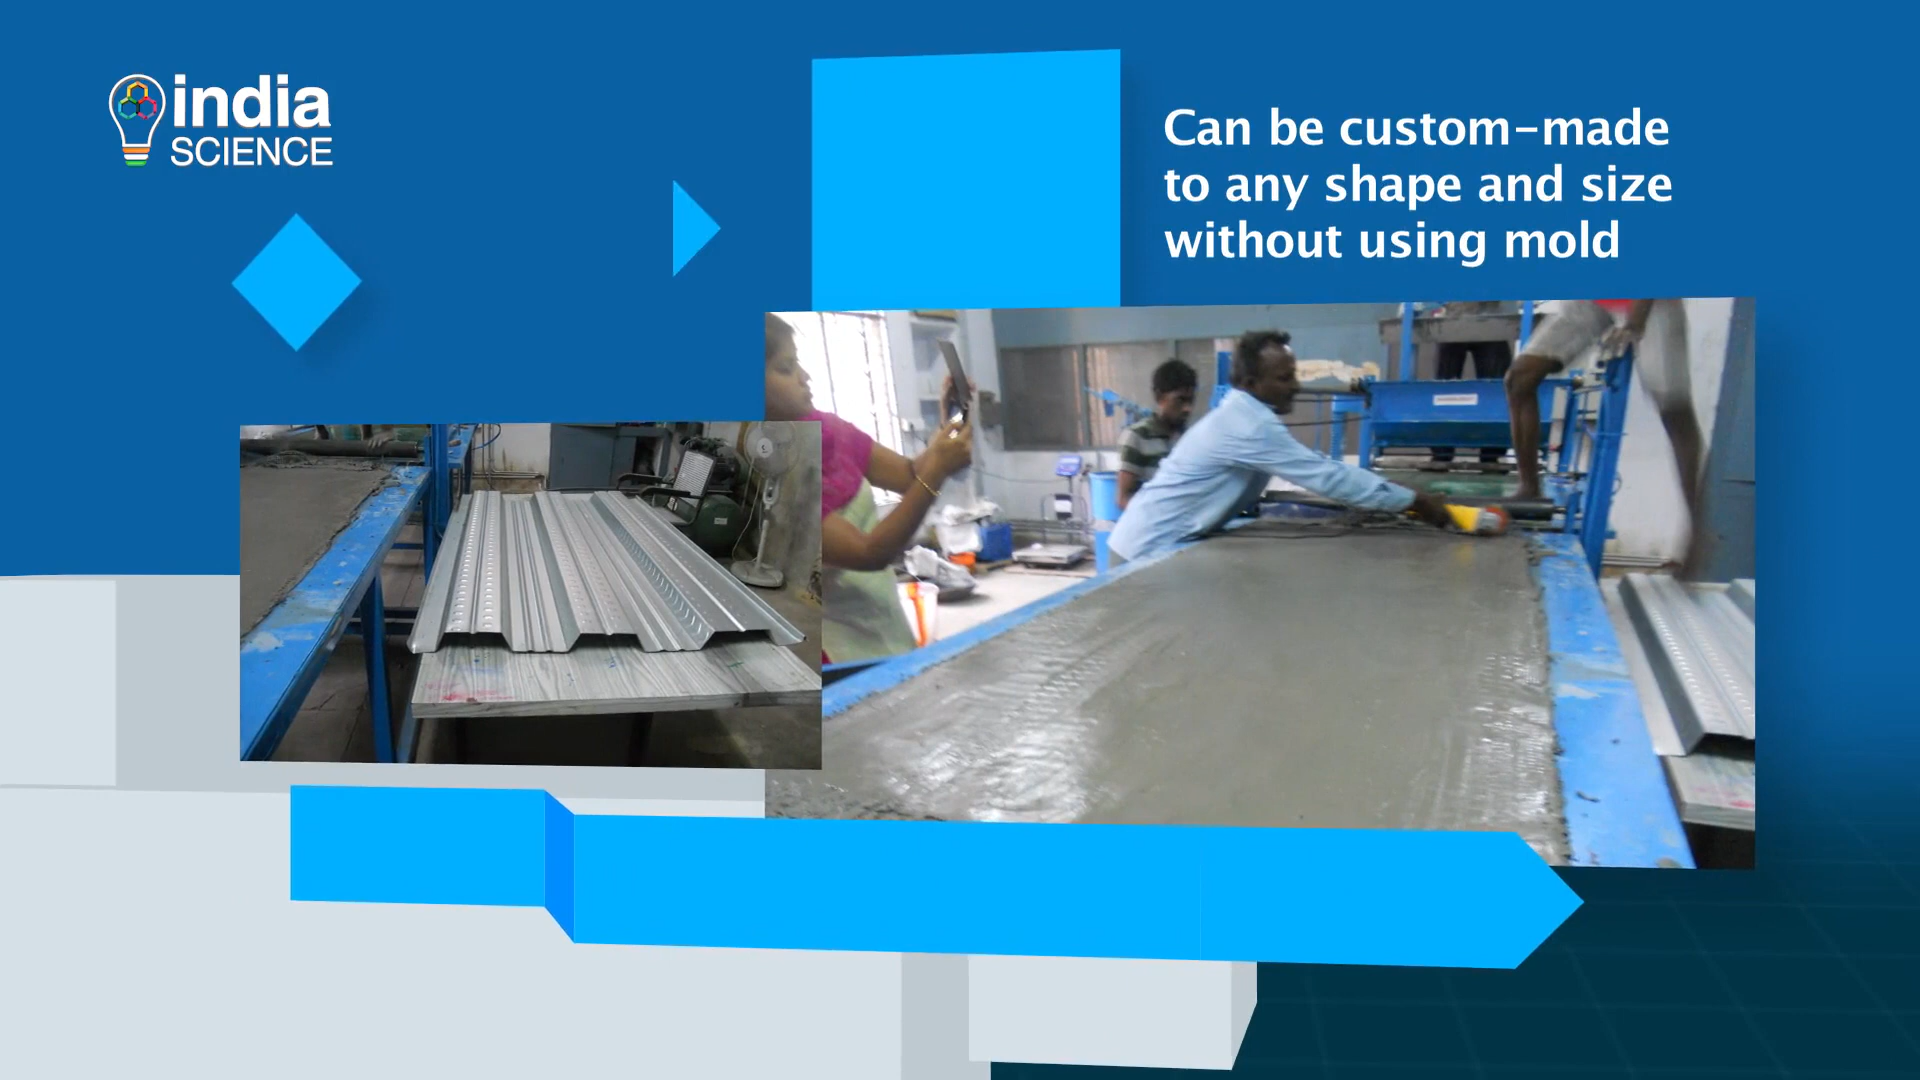 india
SCIENCE
Can be custom-made
to any shape and size
without using mold